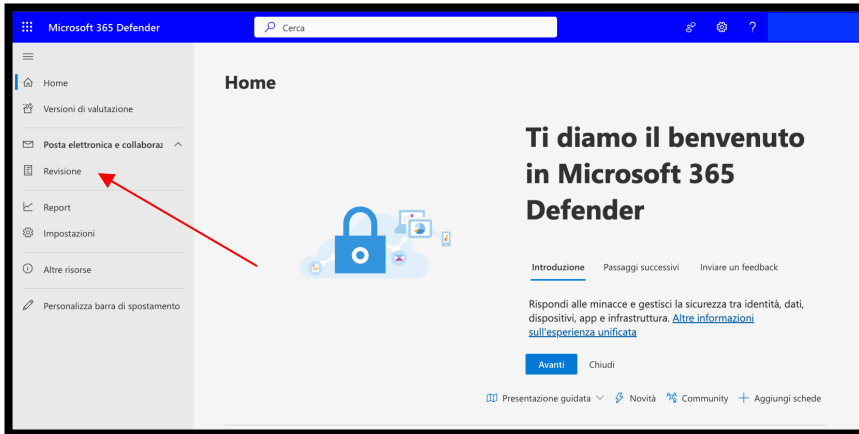 Microsoft 365 Defender
Cerca
?
Home
Versioni di valutazione
Posta elettronica e collaboraz
Revisione
Report
Impostazioni
Altre risorse
Personalizza barra di spostamento
Home
Ti diamo il benvenuto
in Microsoft 365
Defender
Introduzione Passaggi successivi Inviare un feedback
Rispondi alle minacce e gestisci la sicurezza tra identità, dati,
dispositivi, app e infrastruttura. Altre informazioni
sull'esperienza unificata
Avanti Chiudi
Presentazione guidata Novità Community Aggiungi schede